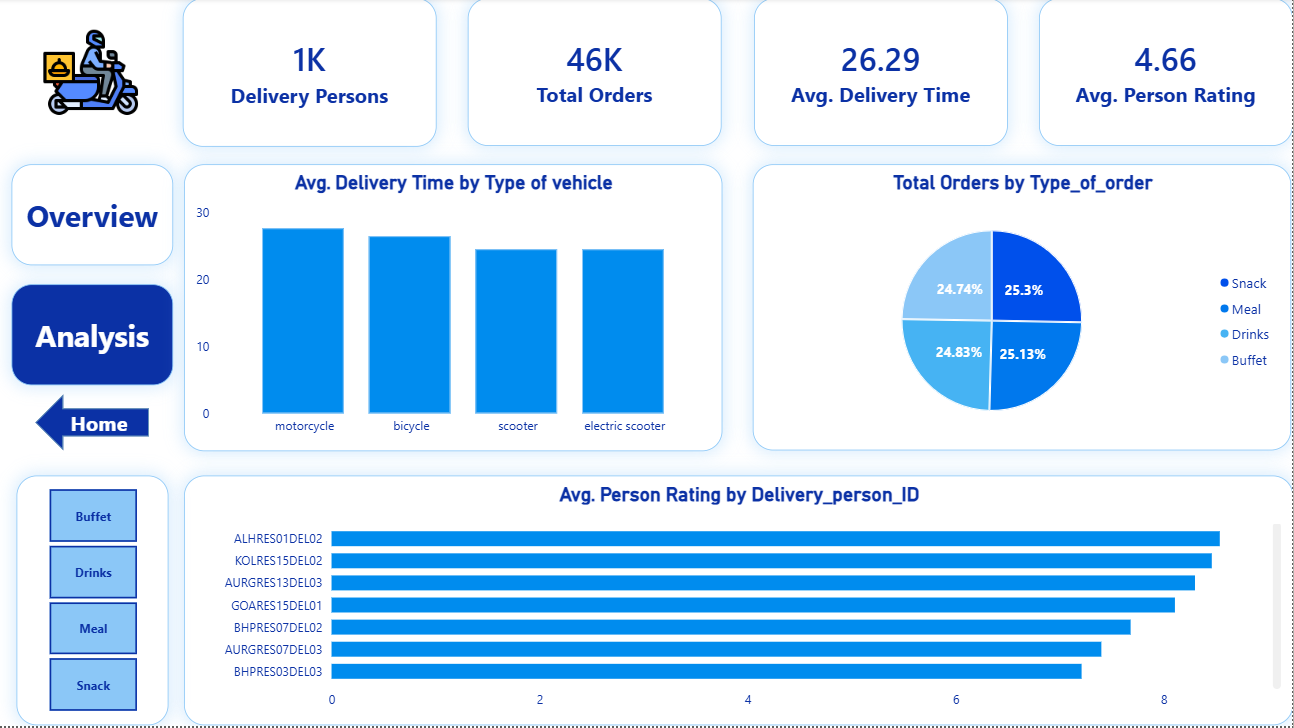 1K
Delivery Persons
46K
Total Orders
26.29
Avg. Delivery Time
4.66
Avg. Person Rating
Overview
Analysis
Home
Buffet
Drinks
Meal
Snack
Avg. Delivery Time by Type of vehicle
30
20
10
0
motorcycle
bicycle
scooter
electric scooter
Total Orders by Type_of_order
24.74%
25.3%
24.83%
25.13%
Snack
Meal
Drinks
Buffet
Avg. Person Rating by Delivery_person_ID
ALHRES01DEL02
KOLRES15DEL02
AURGRES13DEL03
GOARES15DEL01
BHPRES07DEL02
AURGRES07DEL03
BHPRES03DEL03
0
2
4
6
8